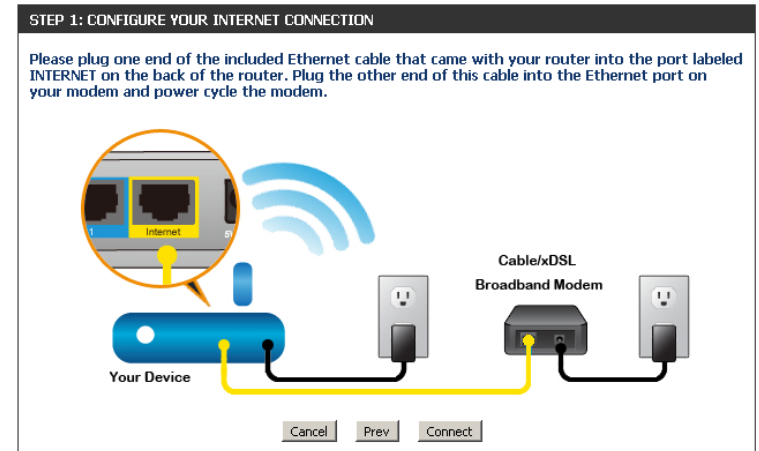 STEP 1: CONFIGURE YOUR INTERNET CONNECTION
Please plug one end of the included Ethernet cable that came with your router into the port labeled
INTERNET on the back of the router. Plug the other end of this cable into the Ethernet port on
your modem and power cycle the modem.
1
Internet
5V
Cable/xDSL
Broadband Modem
Your Device
Cancel
Prev
Connect